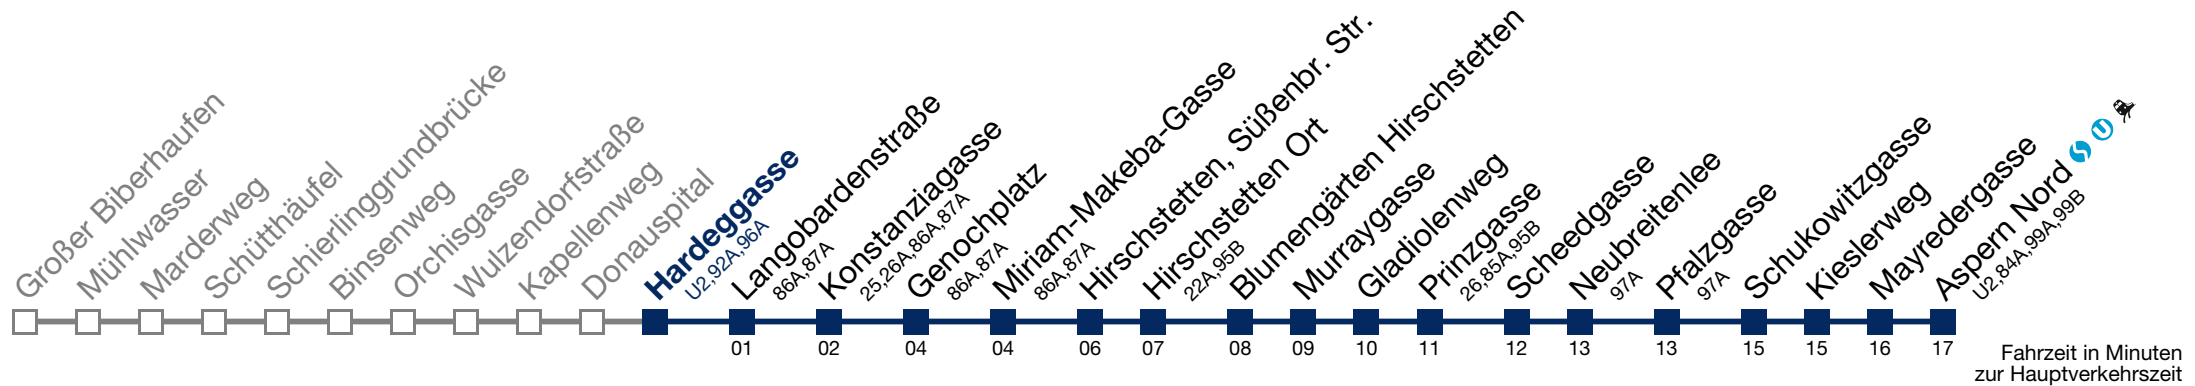 Großer Biberhaufen
Mühlwasser
Marderweg
Schütthäufel
Schierlinggrundbrücke
Binsenweg
Orchisgasse
Wulzendorfstraße
Kapellenweg
Donauspital
Hardeggasse
U2,92A,96A
Langobardenstraße
86A,87A
Konstanziagasse
25,26A,86A,87A
Genochplatz
86A,87A
Miriam-Makeba-Gasse
86A,87A
Hirschstetten, Süßenbr. Str.
Hirschstetten Ort
22A,95B
Blumengärten Hirschstetten
Murraygasse
Gladiolenweg
Prinzgasse
26,85A,95B
Scheedgasse
Neubreitenlee
97A
Pfalzgasse
97A
Schukowitzgasse
Kieslerweg
Mayredergasse
Aspern Nord S U
U2,84A,99A,99B
01 02 04 04 06 07 08 09 10 11 12 13 13 15 15 16 17
Fahrzeit in Minuten
zur Hauptverkehrszeit